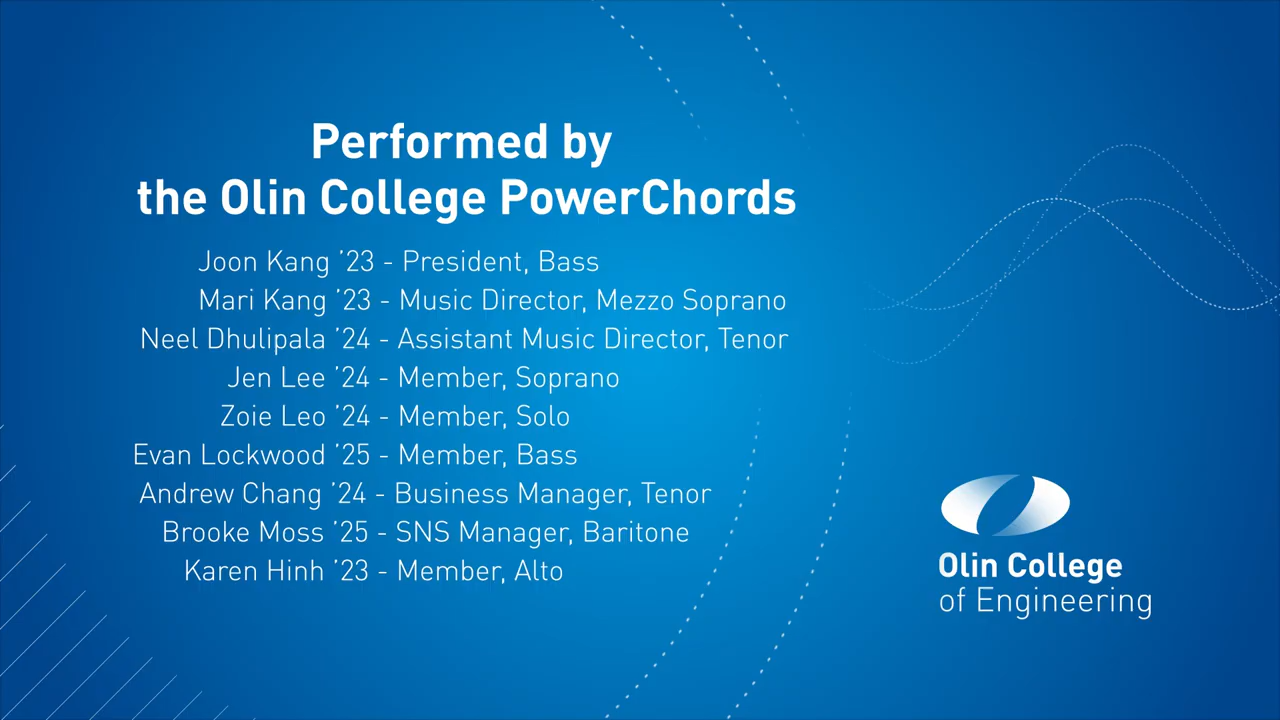 Performed by
the Olin College PowerChords
Joon Kang ’23 - President, Bass
Mari Kang ’23 - Music Director, Mezzo Soprano
Neel Dhulipala ’24 - Assistant Music Director, Tenor
Jen Lee ’24 - Member, Soprano
Zoie Leo ’24 - Member, Solo
Evan Lockwood ’25 - Member, Bass
Andrew Chang ’24 - Business Manager, Tenor
Brooke Moss ’25 - SNS Manager, Baritone
Karen Hinh ’23 - Member, Alto
Olin College
of Engineering